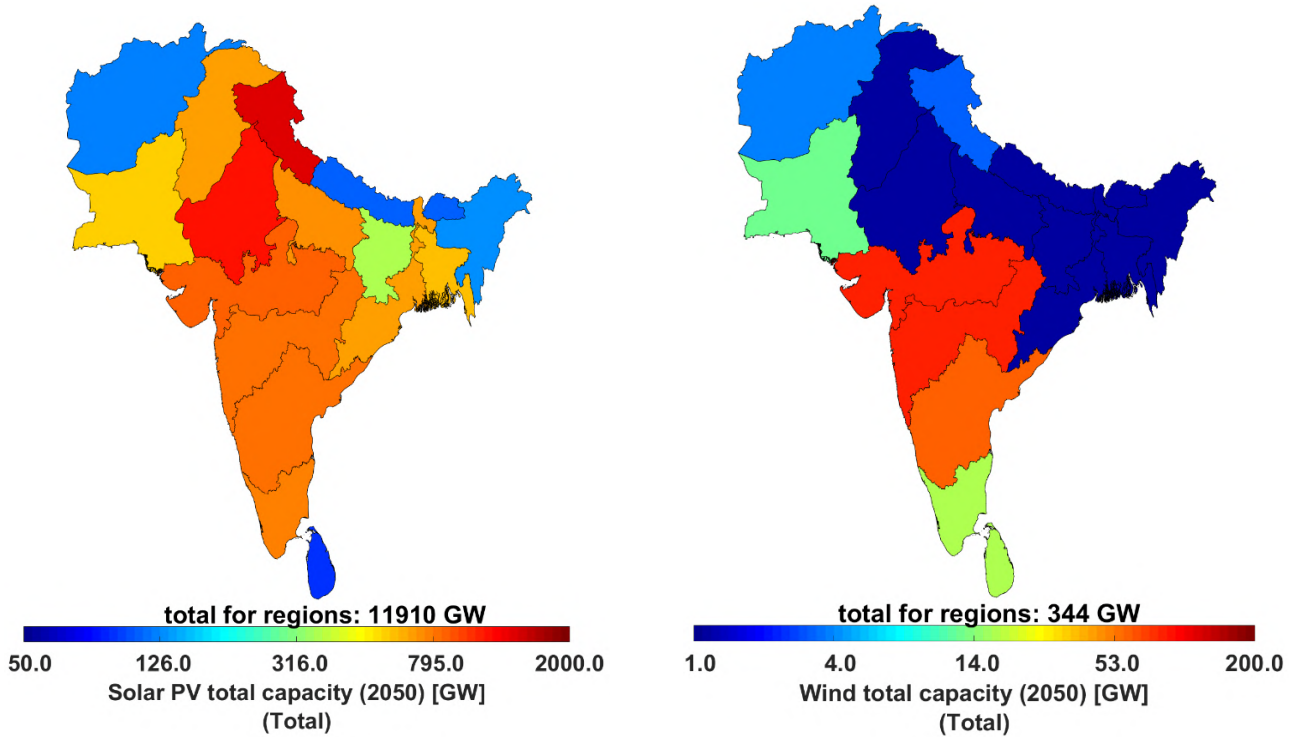 total for regions: 11910 GW
50.0 126.0 316.0 795.0 2000.0
Solar PV total capacity (2050) [GW]
(Total)
total for regions: 344 GW
1.0 4.0 14.0 53.0 200.0
Wind total capacity (2050) [GW]
(Total)